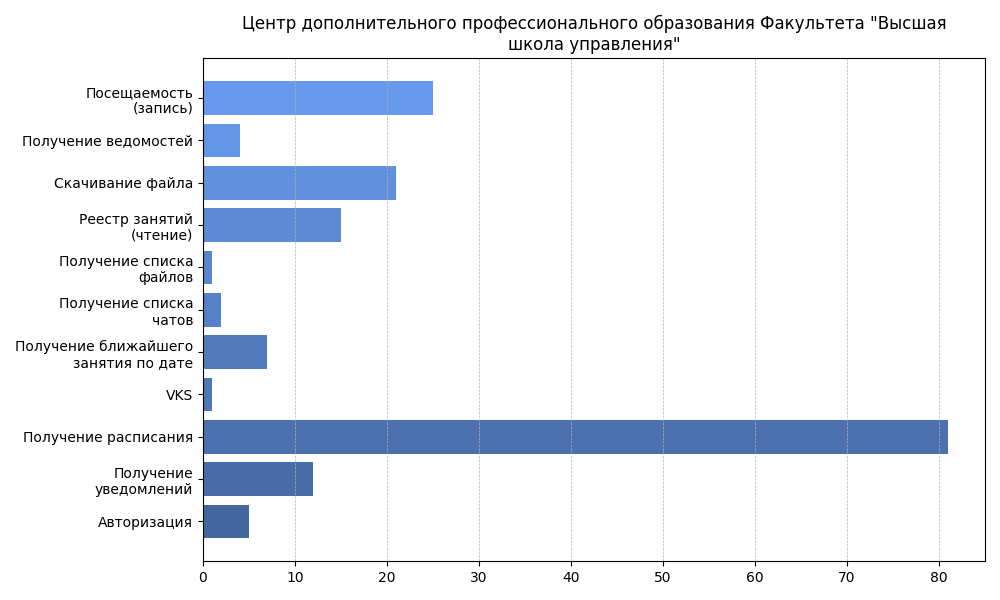 Центр дополнительного профессионального образования Факультета "Высшая
школа управления"
Посещаемость
(запись)
Получение ведомостей
Скачивание файла
Реестр занятий
(чтение)
Получение списка
файлов
Получение списка
чатов
Получение ближайшего
занятия по дате
VKS
Получение расписания
Получение
уведомлений
Авторизация
0 10 20 30 40 50 60 70 80